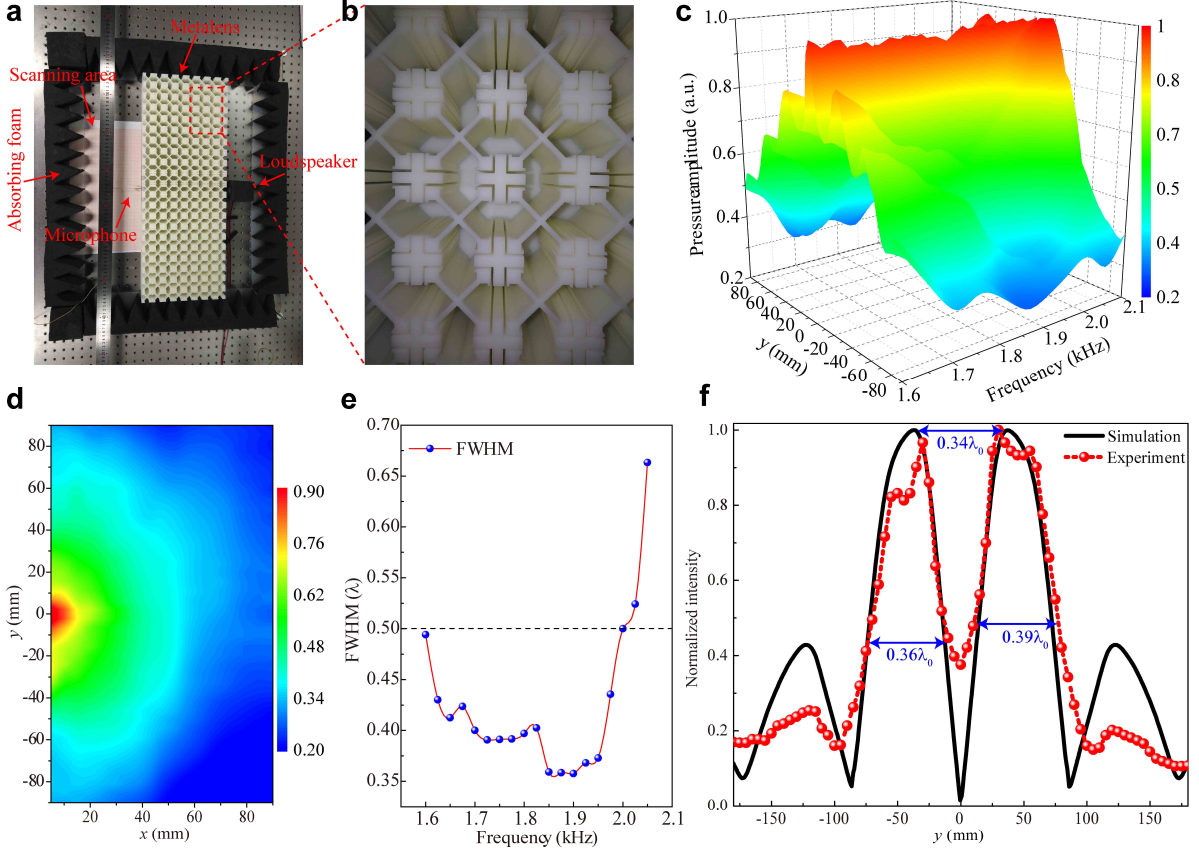 a
Metalens
Scanning area
Absorbing foam
Loudspeaker
Microphone
b
c
1.0
0.8
0.6
0.4
0.2
Pressureamplitude (a.u.)
80
60
40
20
0
-20
-40
-60
-80
y (mm)
1.6
1.7
1.8
1.9
2.0
2.1
Frequency (kHz)
1
0.8
0.7
0.5
0.4
0.2
d
80
60
40
20
0
-20
-40
-60
-80
y (mm)
20
40
60
80
x (mm)
0.90
0.76
0.62
0.48
0.34
0.20
e
0.70
0.65
0.60
0.55
0.50
0.45
0.40
0.35
FWHM (λ)
FWHM
1.6
1.7
1.8
1.9
2.0
2.1
Frequency (kHz)
f
1.0
0.8
0.6
0.4
0.2
0.0
Normalized intensity
0.34λ₀
Simulation
Experiment
0.36λ₀
0.39λ₀
-150
-100
-50
0
50
100
150
y (mm)